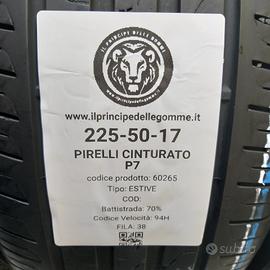 IL PRINCIPE DELLE GOMME
www.ilprincipedellegomme.it
225-50-17
PIRELLI CINTURATO
P7
codice prodotto: 60265
Tipo: ESTIVE
COD:
Battistrada: 70%
Codice Velocità: 94H
FILA: 38
subito